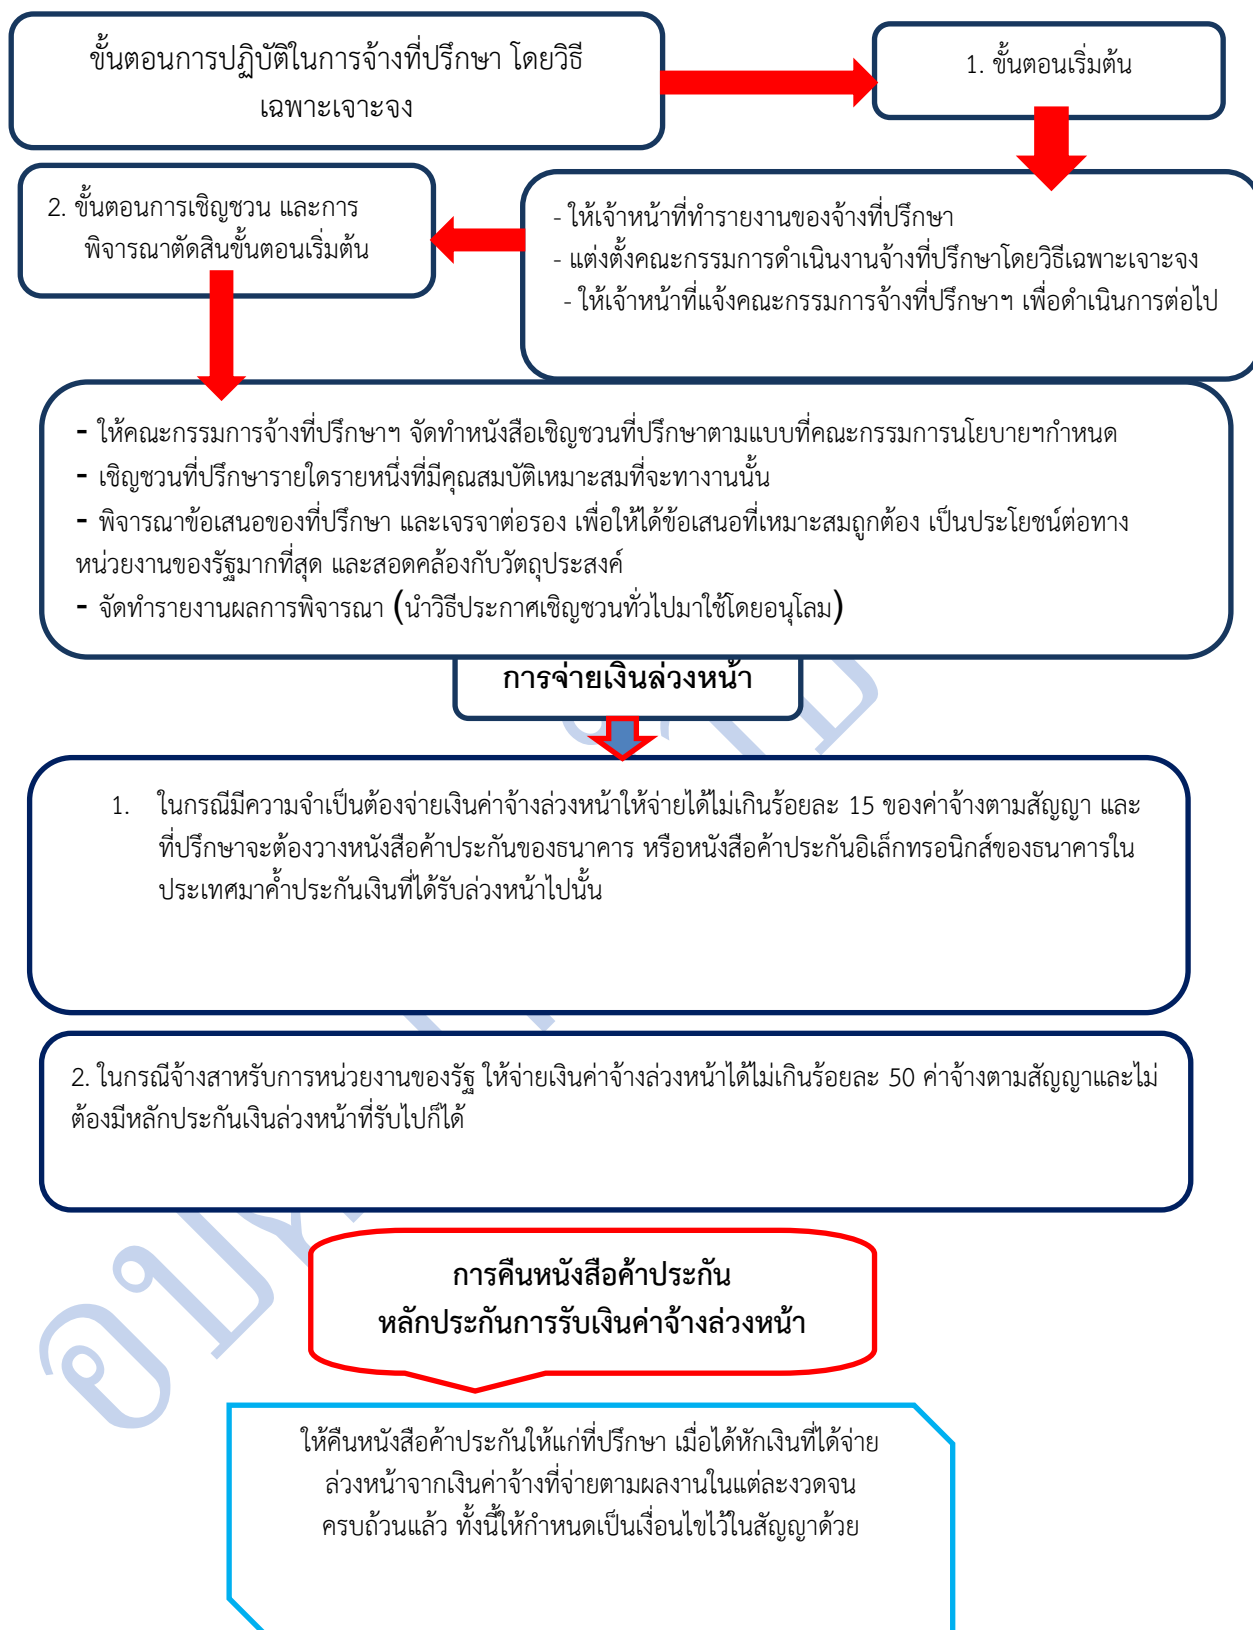 ขั้นตอนการปฏิบัติในการจ้างที่ปรึกษา โดยวิธี
เฉพาะเจาะจง
1. ขั้นตอนเริ่มต้น
- ให้เจ้าหน้าที่ทำรายงานของจ้างที่ปรึกษา
- แต่งตั้งคณะกรรมการดำเนินงานจ้างที่ปรึกษาโดยวิธีเฉพาะเจาะจง
- ให้เจ้าหน้าที่แจ้งคณะกรรมการจ้างที่ปรึกษาฯ เพื่อดำเนินการต่อไป
2. ขั้นตอนการเชิญชวน และการ
พิจารณาตัดสินขั้นตอนเริ่มต้น
- ให้คณะกรรมการจ้างที่ปรึกษาฯ จัดทำหนังสือเชิญชวนที่ปรึกษาตามแบบที่คณะกรรมการนโยบายฯกำหนด
- เชิญชวนที่ปรึกษารายใดรายหนึ่งที่มีคุณสมบัติเหมาะสมที่จะทางานนั้น
- พิจารณาข้อเสนอของที่ปรึกษา และเจรจาต่อรอง เพื่อให้ได้ข้อเสนอที่เหมาะสมถูกต้อง เป็นประโยชน์ต่อทาง
หน่วยงานของรัฐมากที่สุด และสอดคล้องกับวัตถุประสงค์
- จัดทำรายงานผลการพิจารณา (นำวิธีประกาศเชิญชวนทั่วไปมาใช้โดยอนุโลม)
การจ่ายเงินล่วงหน้า
1. ในกรณีมีความจำเป็นต้องจ่ายเงินค่าจ้างล่วงหน้าให้จ่ายได้ไม่เกินร้อยละ 15 ของค่าจ้างตามสัญญา และ
ที่ปรึกษาจะต้องวางหนังสือค้าประกันของธนาคาร หรือหนังสือค้าประกันอิเล็กทรอนิกส์ของธนาคารใน
ประเทศมาค้ำประกันเงินที่ได้รับล่วงหน้าไปนั้น
2. ในกรณีจ้างสาหรับการหน่วยงานของรัฐ ให้จ่ายเงินค่าจ้างล่วงหน้าได้ไม่เกินร้อยละ 50 ค่าจ้างตามสัญญาและไม่
ต้องมีหลักประกันเงินล่วงหน้าที่รับไปก็ได้
การคืนหนังสือค้าประกัน
หลักประกันการรับเงินค่าจ้างล่วงหน้า
ให้คืนหนังสือค้าประกันให้แก่ที่ปรึกษา เมื่อได้หักเงินที่ได้จ่าย
ล่วงหน้าจากเงินค่าจ้างที่จ่ายตามผลงานในแต่ละงวดจน
ครบถ้วนแล้ว ทั้งนี้ให้กำหนดเป็นเงื่อนไขไว้ในสัญญาด้วย